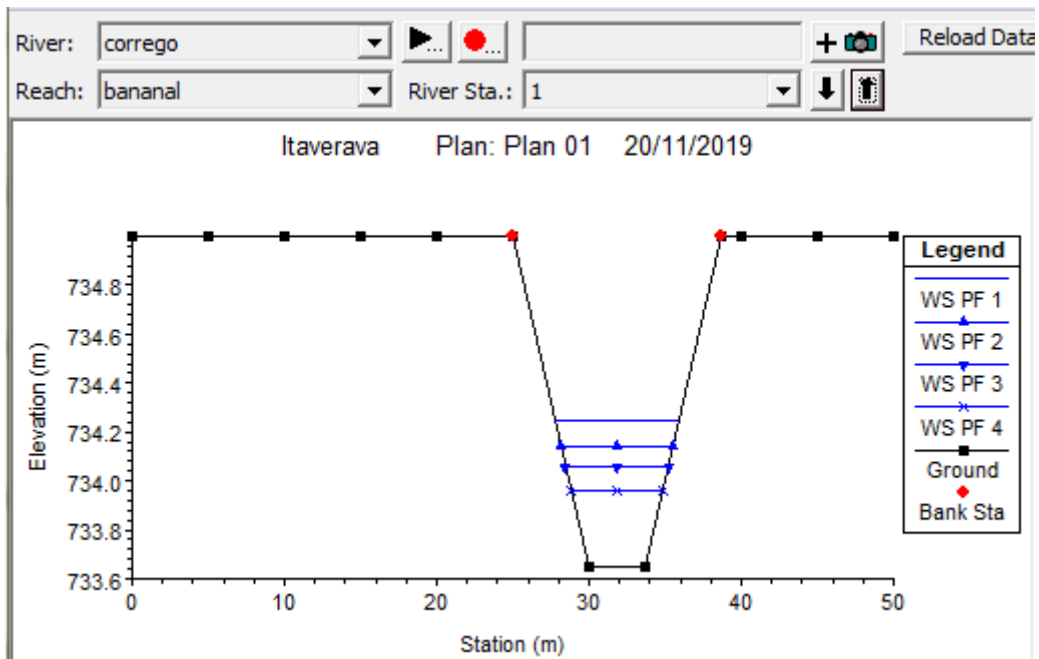 River: corrego ... ... + Reload Data
Reach: bananal River Sta.: 1
Itaverava Plan: Plan 01 20/11/2019
Legend
WS PF 1
WS PF 2
WS PF 3
WS PF 4
Ground
Bank Sta
Elevation (m)
734.8
734.6
734.4
734.2
734.0
733.8
733.6
0 10 20 30 40 50
Station (m)